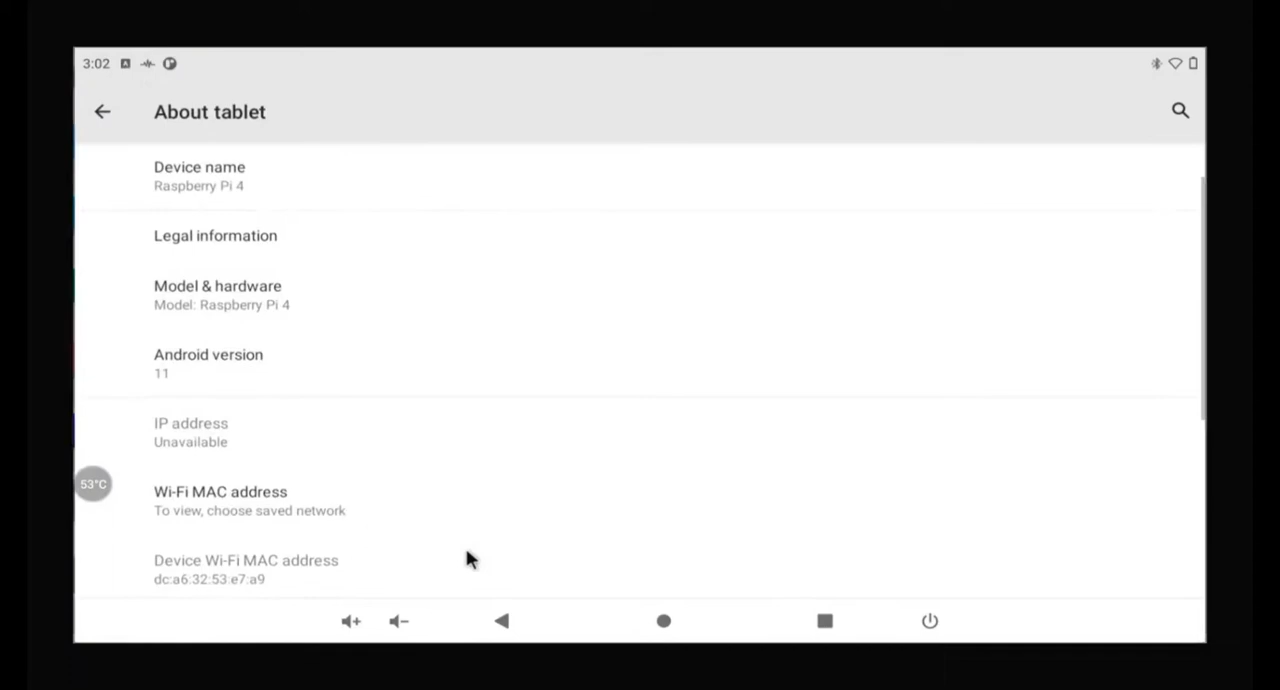 3:02
About tablet
Device name
Raspberry Pi 4
Legal information
Model & hardware
Model: Raspberry Pi 4
Android version
11
IP address
Unavailable
53°C
Wi-Fi MAC address
To view, choose saved network
Device Wi-Fi MAC address
dc:a6:32:53:e7:a9